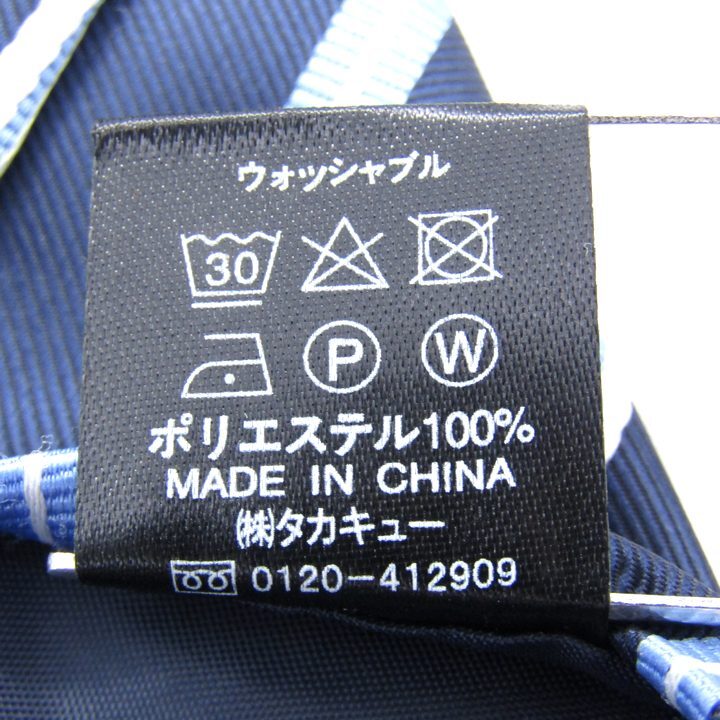 ウォッシャブル
30
P W
ポリエステル100%
MADE IN CHINA
㈱タカキュー
0120-412909